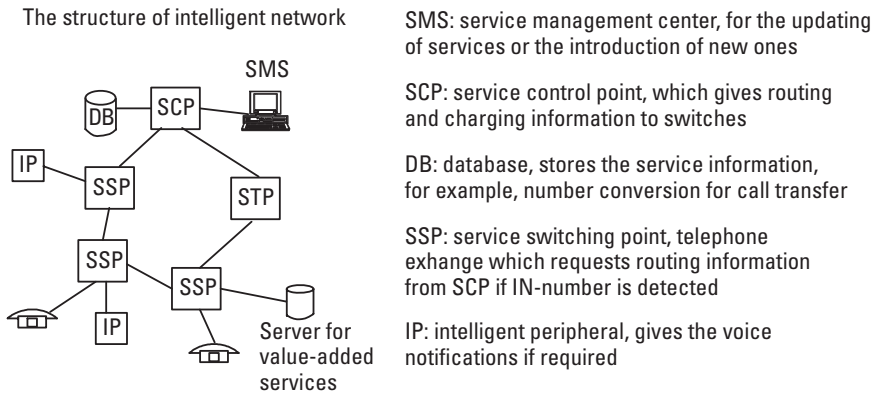 The structure of intelligent network
SMS
DB
SCP
IP
SSP
STP
SSP
SSP
IP
Server for
value-added
services
SMS: service management center, for the updating
of services or the introduction of new ones
SCP: service control point, which gives routing
and charging information to switches
DB: database, stores the service information,
for example, number conversion for call transfer
SSP: service switching point, telephone
exhange which requests routing information
from SCP if IN-number is detected
IP: intelligent peripheral, gives the voice
notifications if required